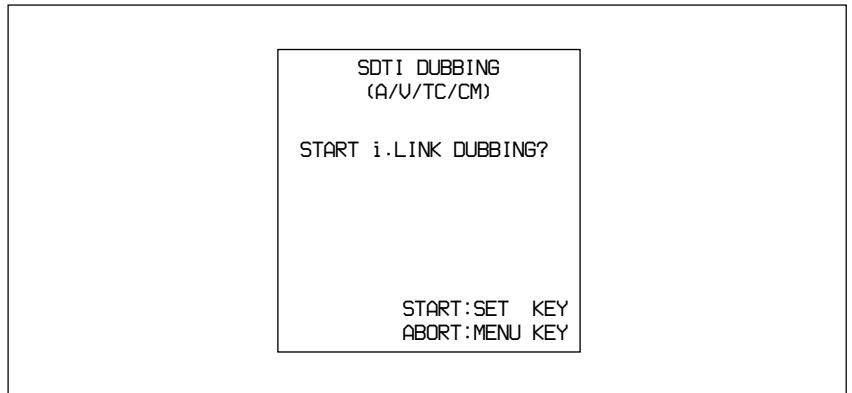 SDTI DUBBING
(A/V/TC/CM)
START i.LINK DUBBING?
START:SET KEY
ABORT:MENU KEY